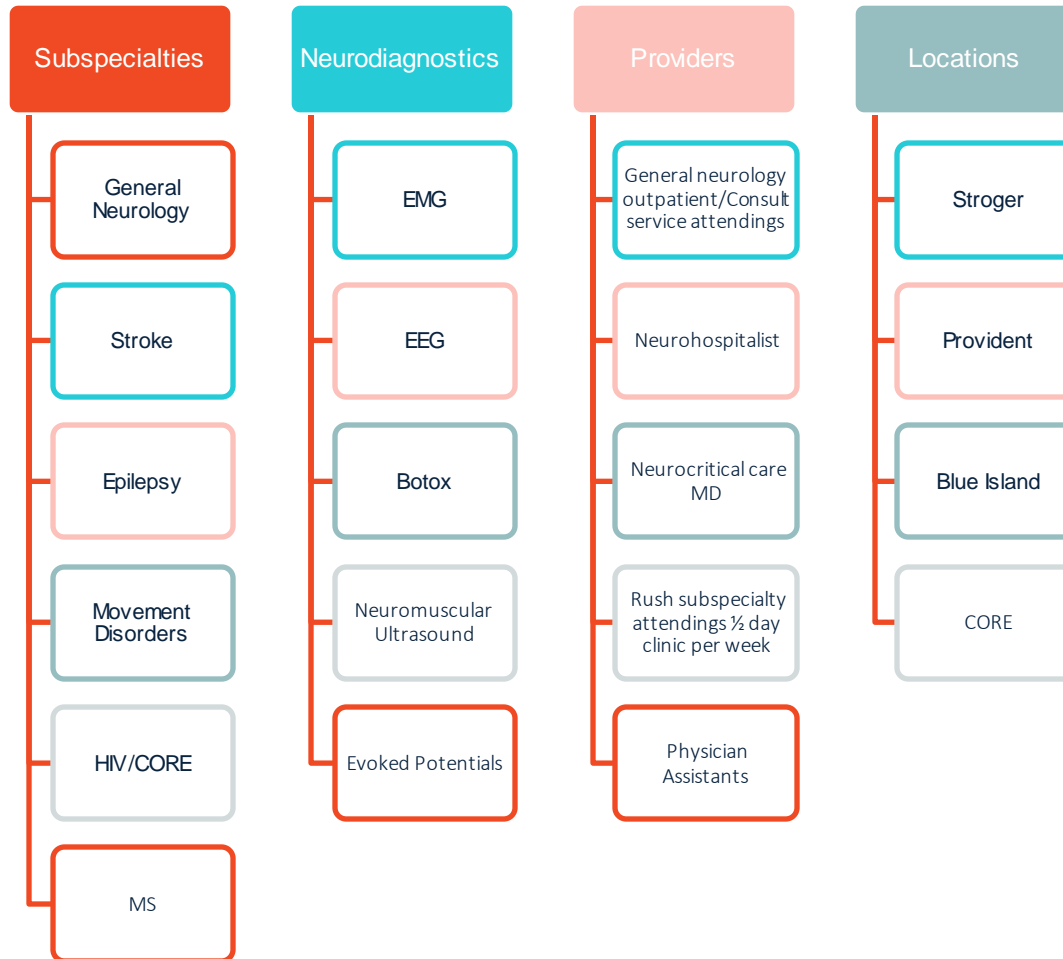 Subspecialties
General
Neurology
Stroke
Epilepsy
Movement
Disorders
HIV/CORE
MS
Neurodiagnostics
EMG
EEG
Botox
Neuromuscular
Ultrasound
Evoked Potentials
Providers
General neurology
outpatient/Consult
service attendings
Neurohospitalist
Neurocritical care
MD
Rush subspecialty
attendings ½ day
clinic per week
Physician
Assistants
Locations
Stroger
Provident
Blue Island
CORE